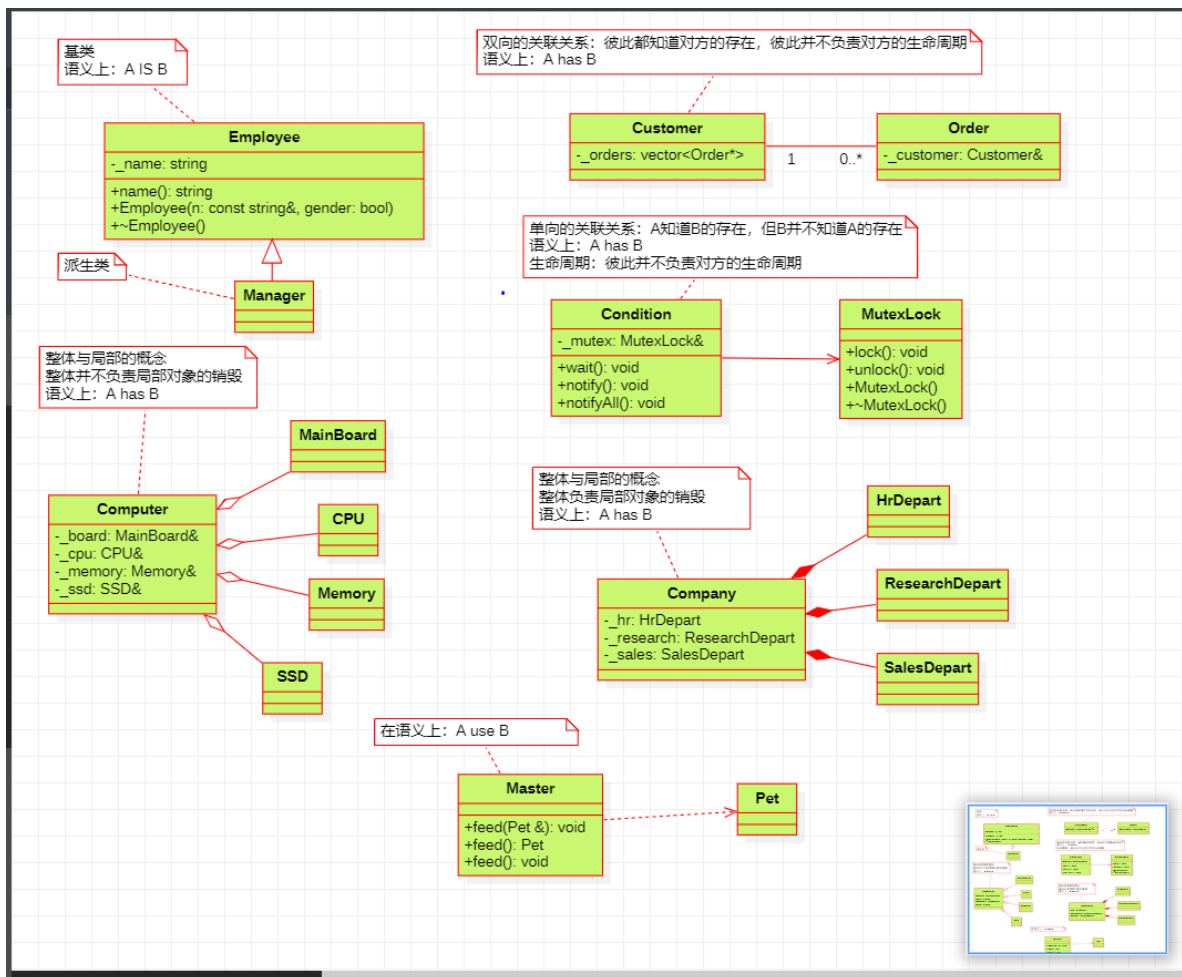 基类
语义上：A IS B
Employee
-_name: string
+name(): string
+Employee(n: const string&, gender: bool)
+~Employee()
派生类
Manager
双向的关联关系：彼此都知道对方的存在，彼此并不负责对方的生命周期
语义上：A has B
Customer
-_orders: vector<Order*>
1
0..*
Order
-_customer: Customer&
单向的关联关系：A知道B的存在，但B并不知道A的存在
语义上：A has B
生命周期：彼此并不负责对方的生命周期
Condition
-_mutex: MutexLock&
+wait(): void
+notify(): void
+notifyAll(): void
MutexLock
+lock(): void
+unlock(): void
+MutexLock()
+~MutexLock()
整体与局部的概念
整体并不负责局部对象的销毁
语义上：A has B
Computer
-_board: MainBoard&
-_cpu: CPU&
-_memory: Memory&
-_ssd: SSD&
MainBoard
CPU
Memory
SSD
整体与局部的概念
整体负责局部对象的销毁
语义上：A has B
Company
-_hr: HrDepart
-_research: ResearchDepart
-_sales: SalesDepart
HrDepart
ResearchDepart
SalesDepart
在语义上：A use B
Master
+feed(Pet &): void
+feed(): Pet
+feed(): void
Pet